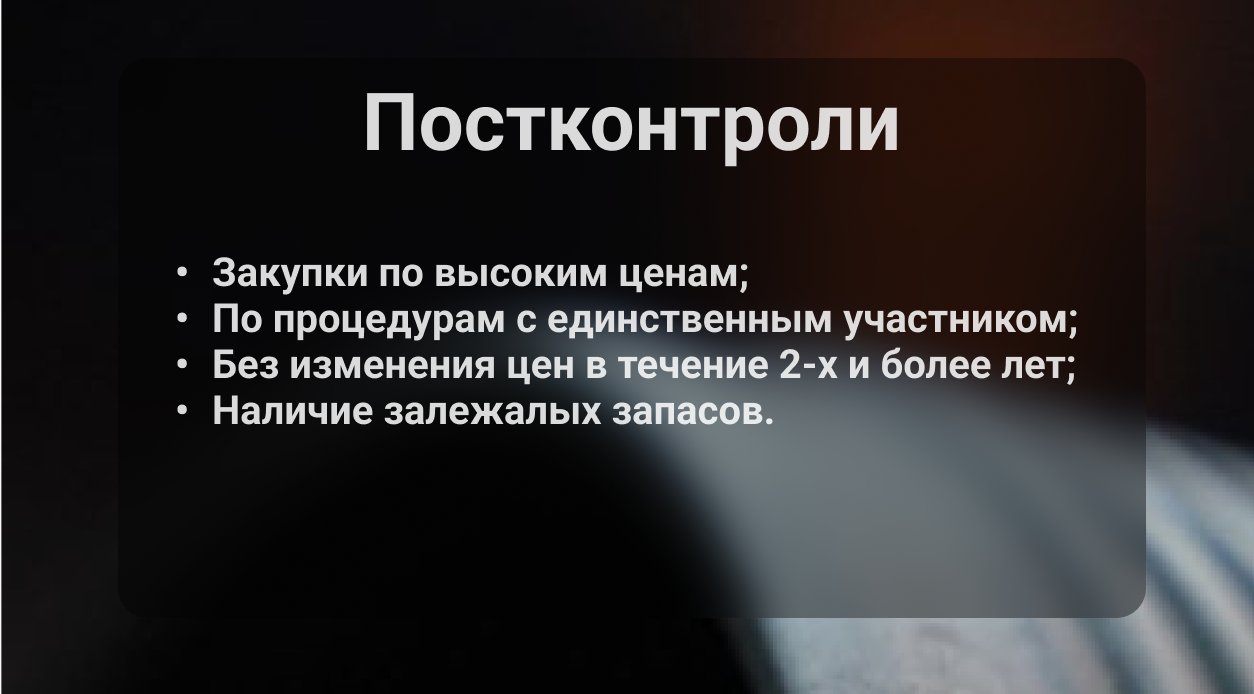 Постконтроли
• Закупки по высоким ценам;
• По процедурам с единственным участником;
• Без изменения цен в течение 2-х и более лет;
• Наличие залежалых запасов.